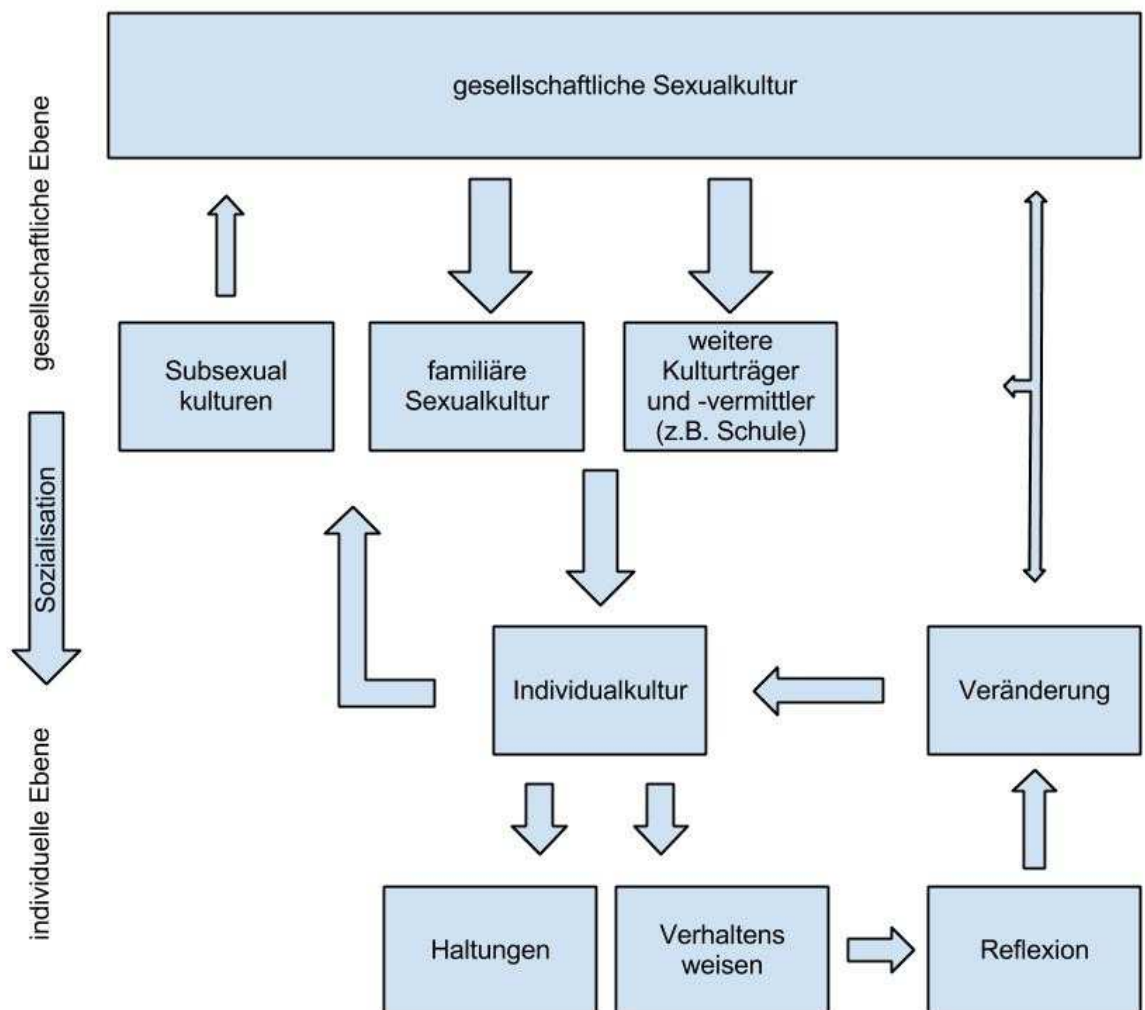 gesellschaftliche Sexualkultur
gesellschaftliche Ebene
Subsexual
kulturen
familiäre
Sexualkultur
weitere
Kulturträger
und -vermittler
(z.B. Schule)
Sozialisation
Individualkultur
Veränderung
individuelle Ebene
Haltungen
Verhaltens
weisen
Reflexion